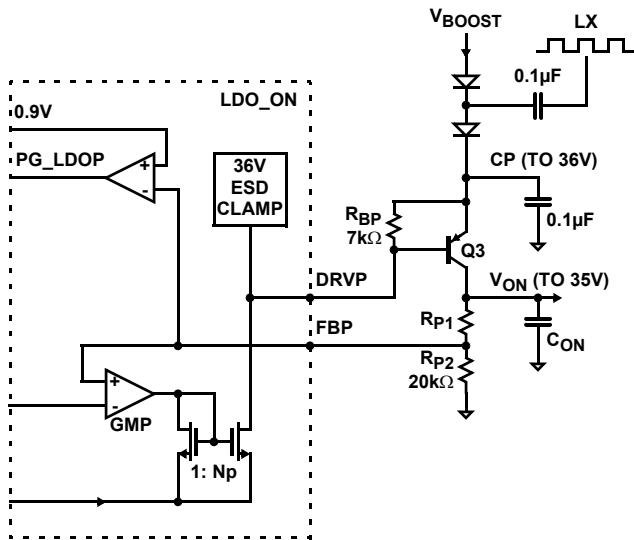 V_BOOST
LX
0.1µF
0.9V
LDO_ON
PG_LDOP
+
-
36V
ESD
CLAMP
CP (TO 36V)
R_BP
7kΩ
0.1µF
Q3
DRVP
V_ON (TO 35V)
FBP
R_P1
C_ON
R_P2
20kΩ
+
-
GMP
1: Np